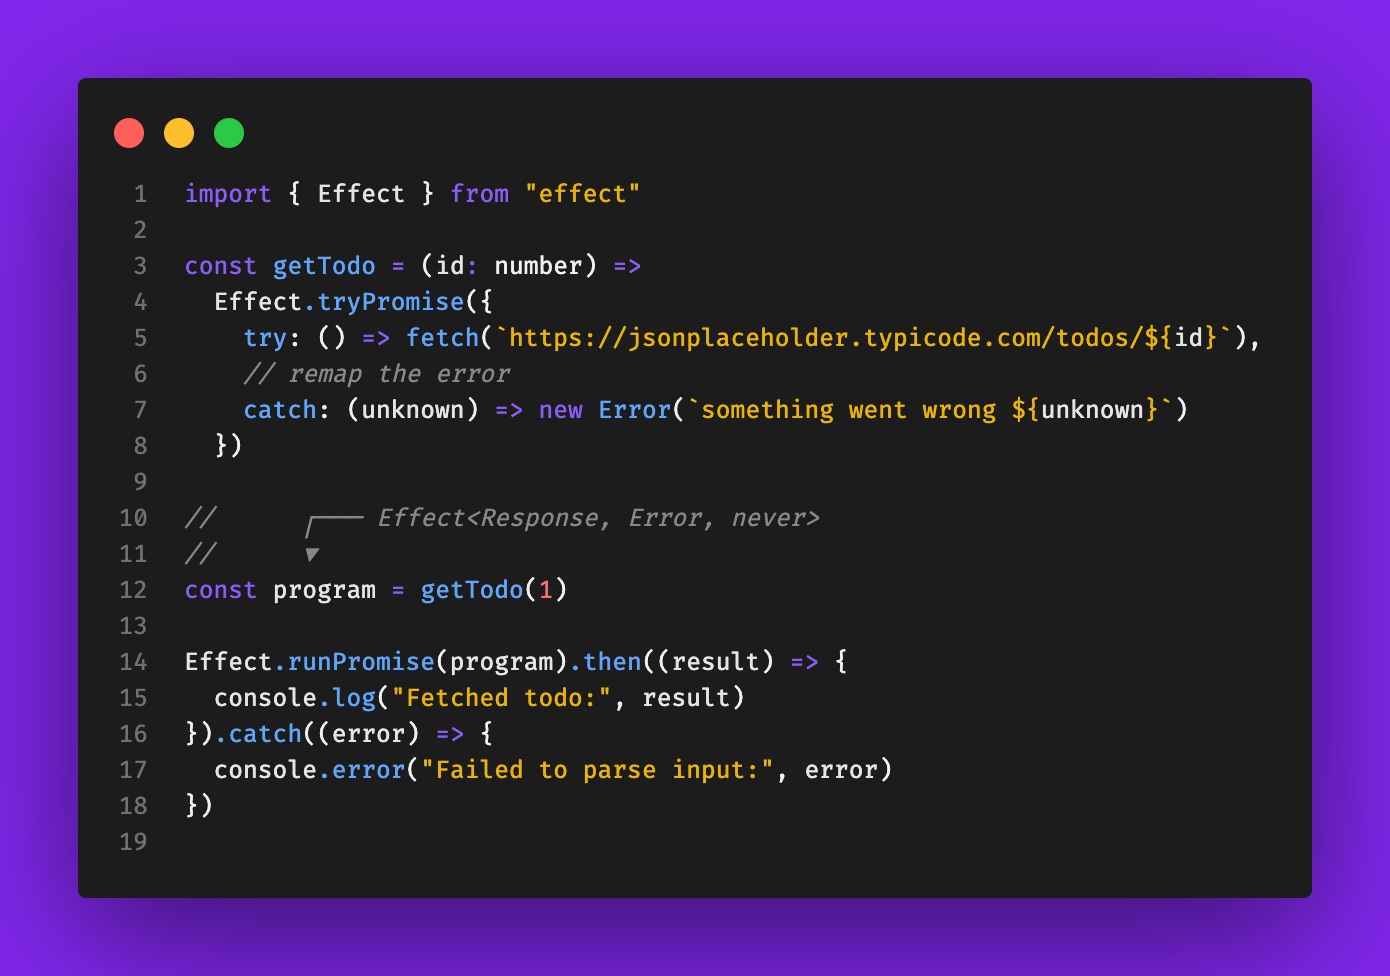 1 import { Effect } from "effect"
2
3 const getTodo = (id: number) =>
4   Effect.tryPromise({
5     try: () => fetch(`https://jsonplaceholder.typicode.com/todos/${id}`),
6     // remap the error
7     catch: (unknown) => new Error(`something went wrong ${unknown}`)
8   })
9
10 //      ┌─── Effect<Response, Error, never>
11 //      ▼
12 const program = getTodo(1)
13
14 Effect.runPromise(program).then((result) => {
15   console.log("Fetched todo:", result)
16 }).catch((error) => {
17   console.error("Failed to parse input:", error)
18 })
19